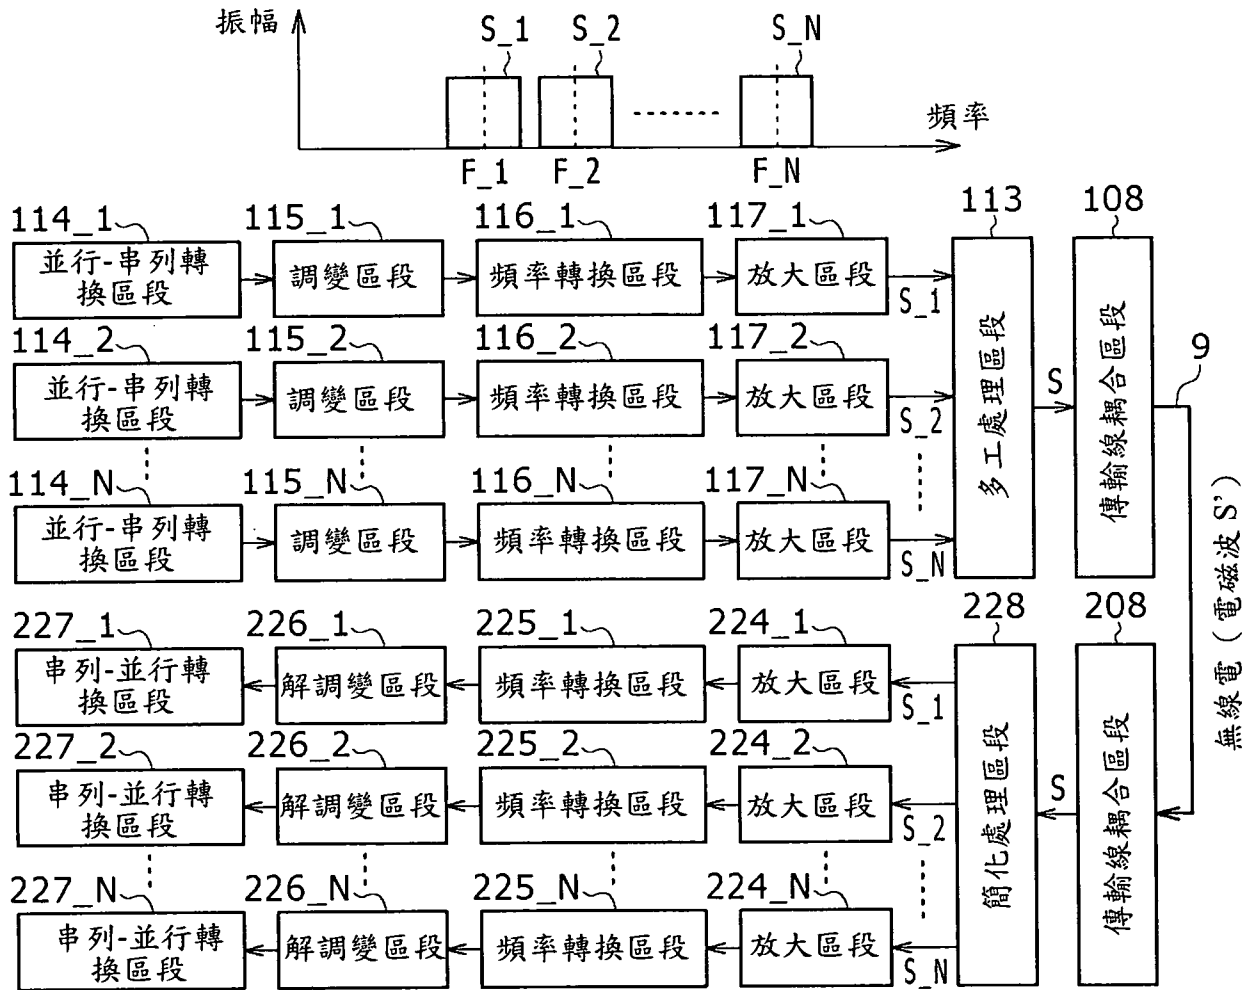 振幅
S_1 S_2 S_N
頻率
F_1 F_2 F_N
114_1 115_1 116_1 117_1 113 108
並行-串列轉
換區段
調變區段
頻率轉換區段
放大區段
S_1
114_2 115_2 116_2 117_2
並行-串列轉
換區段
調變區段
頻率轉換區段
放大區段
S_2
114_N 115_N 116_N 117_N
並行-串列轉
換區段
調變區段
頻率轉換區段
放大區段
S_N
多工處理區段
S
傳輸線耦合區段
9
無線電(電磁波S')
227_1 226_1 225_1 224_1 228 208
串列-並行轉
換區段
解調變區段
頻率轉換區段
放大區段
S_1
227_2 226_2 225_2 224_2
串列-並行轉
換區段
解調變區段
頻率轉換區段
放大區段
S_2
227_N 226_N 225_N 224_N
串列-並行轉
換區段
解調變區段
頻率轉換區段
放大區段
S_N
簡化處理區段
S
傳輸線耦合區段